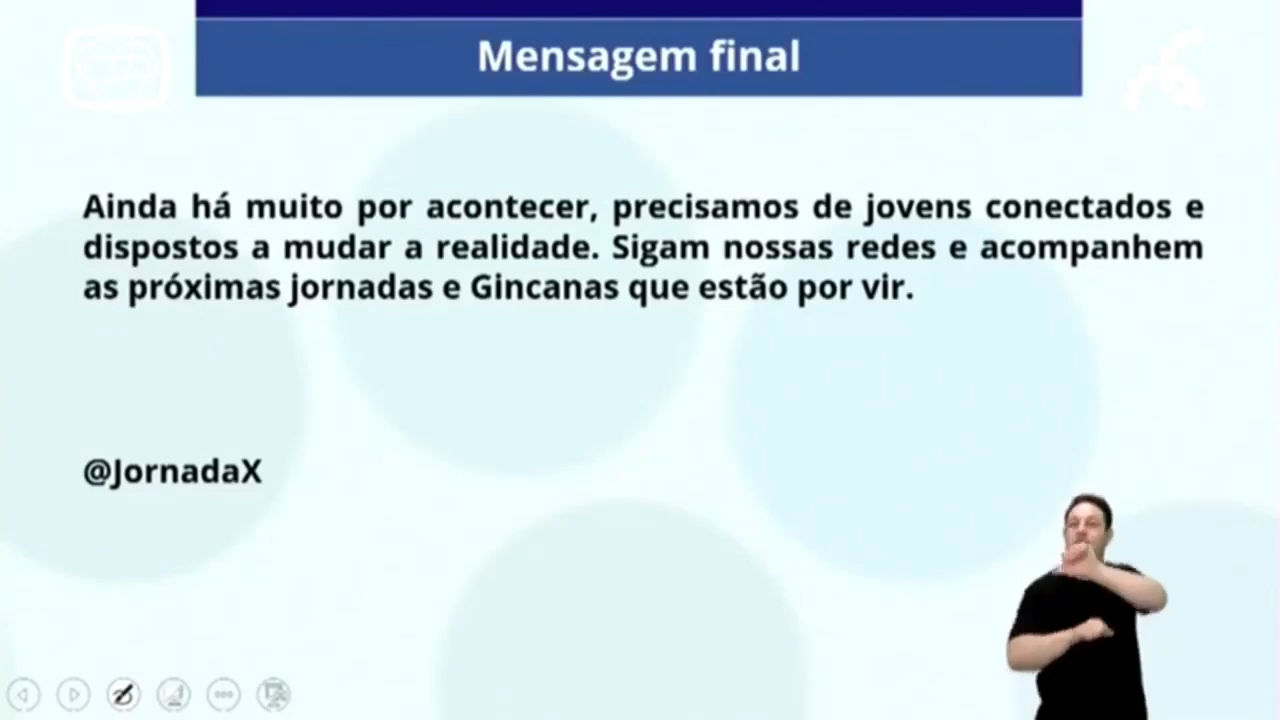 Mensagem final
Ainda há muito por acontecer, precisamos de jovens conectados e
dispostos a mudar a realidade. Sigam nossas redes e acompanhem
as próximas jornadas e Gincanas que estão por vir.
@JornadaX